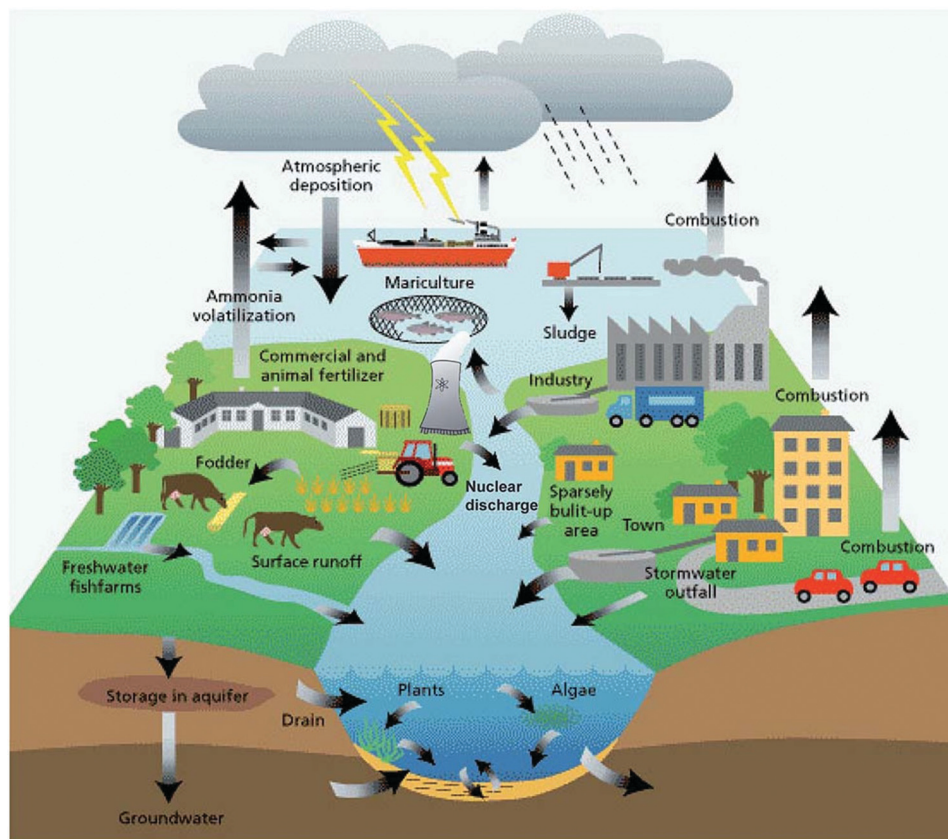 Atmospheric
deposition
Combustion
Mariculture
Ammonia
volatilization
Sludge
Commercial and
animal fertilizer
Industry
Combustion
Fodder
Nuclear
discharge
Sparsely
bulit-up
area
Town
Combustion
Surface runoff
Freshwater
fishfarms
Stormwater
outfall
Storage in aquifer
Plants
Algae
Drain
Groundwater